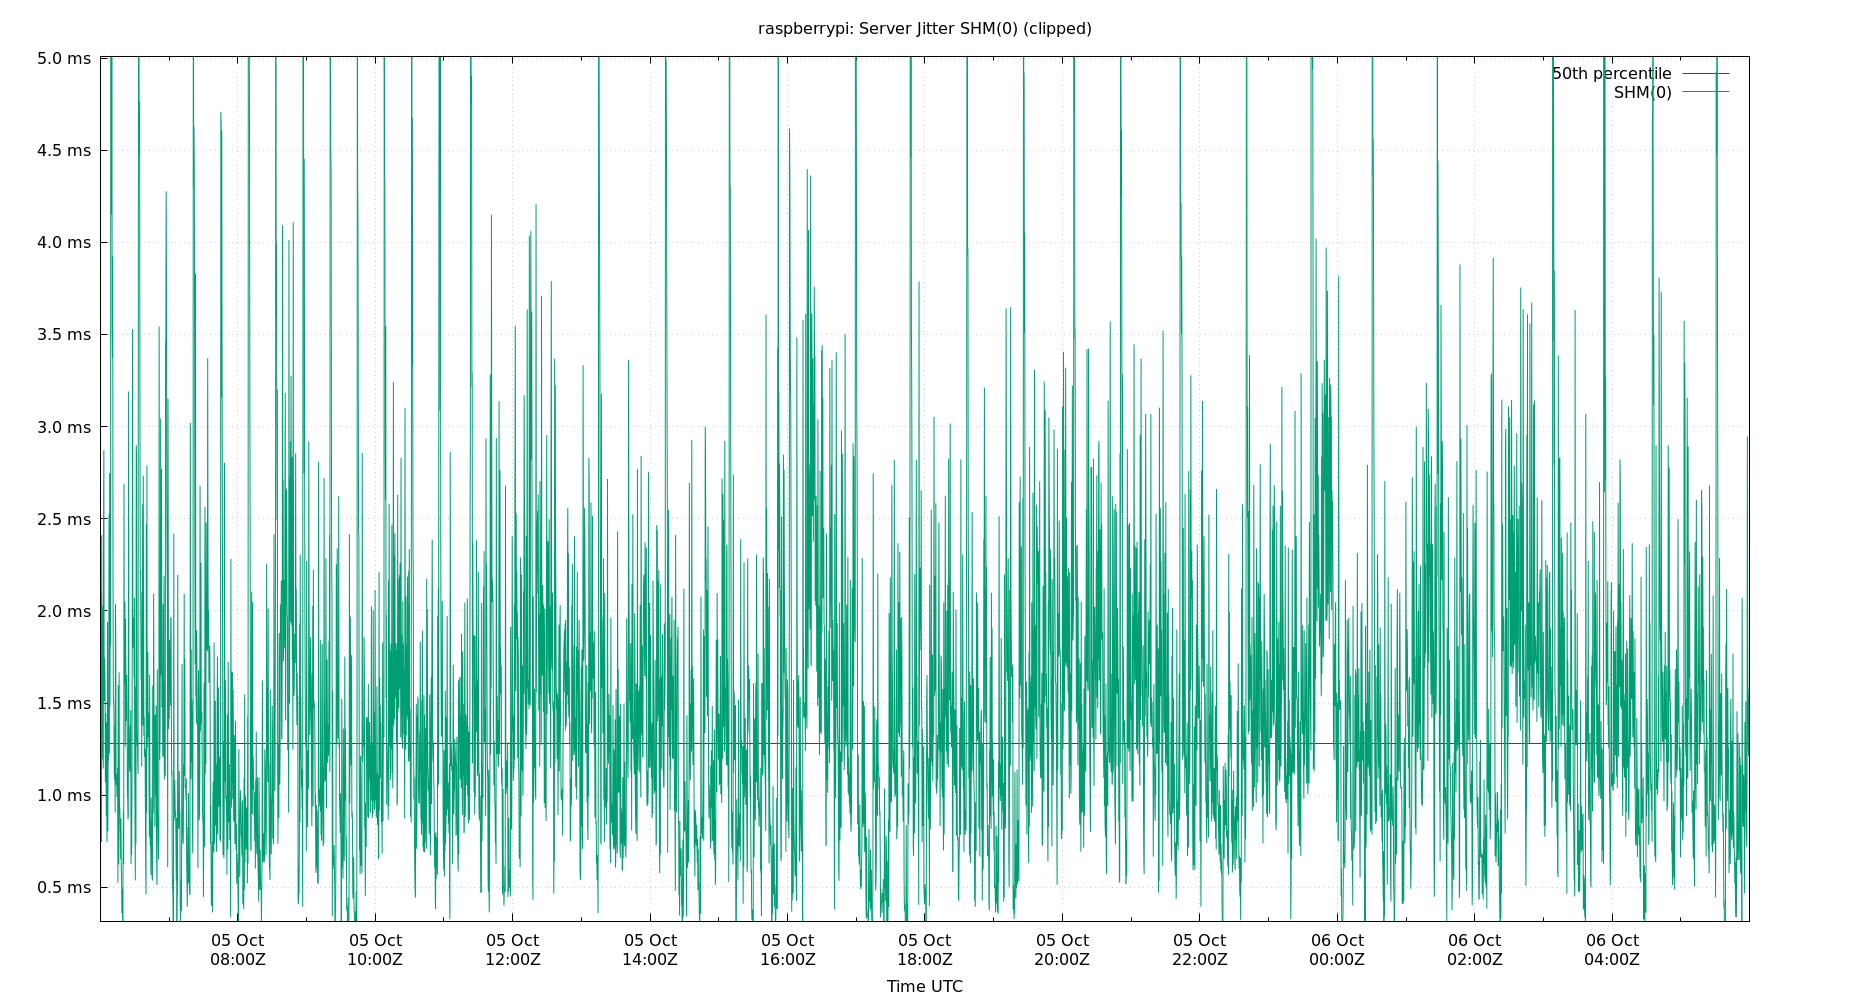 raspberrypi: Server Jitter SHM(0) (clipped)
5.0 ms
50th percentile
SHM(0)
4.5 ms
4.0 ms
3.5 ms
3.0 ms
2.5 ms
2.0 ms
1.5 ms
1.0 ms
0.5 ms
05 Oct 05 Oct 05 Oct 05 Oct 05 Oct 05 Oct 05 Oct 05 Oct 06 Oct 06 Oct 06 Oct
08:00Z 10:00Z 12:00Z 14:00Z 16:00Z 18:00Z 20:00Z 22:00Z 00:00Z 02:00Z 04:00Z
Time UTC